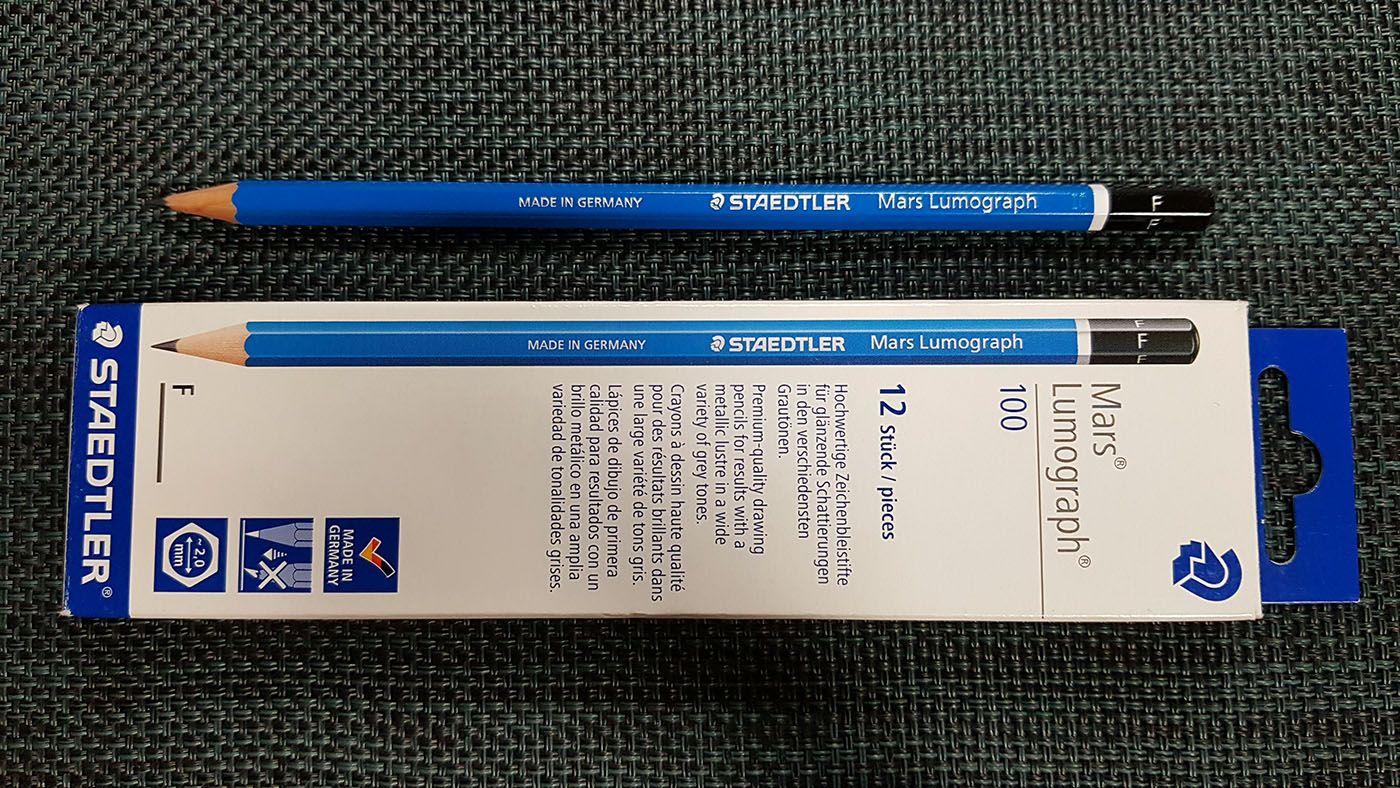 MADE IN GERMANY STAEDTLER Mars Lumograph F
F
MADE IN GERMANY STAEDTLER Mars Lumograph F
F
F
Mars®
Lumograph®
100
12 Stück / pieces
Hochwertige Zeichenbleistifte
für glänzende Schattierungen
in den verschiedensten
Grautönen.
Premium-quality drawing
pencils for results with a
metallic lustre in a wide
variety of grey tones.
Crayons à dessin haute qualité
pour des résultats brillants dans
une large variété de tons gris.
Lápices de dibujo de primera
calidad para resultados con un
brillo metálico en una amplia
variedad de tonalidades grises.
MADE IN
GERMANY
~2,0
mm
F
STAEDTLER®